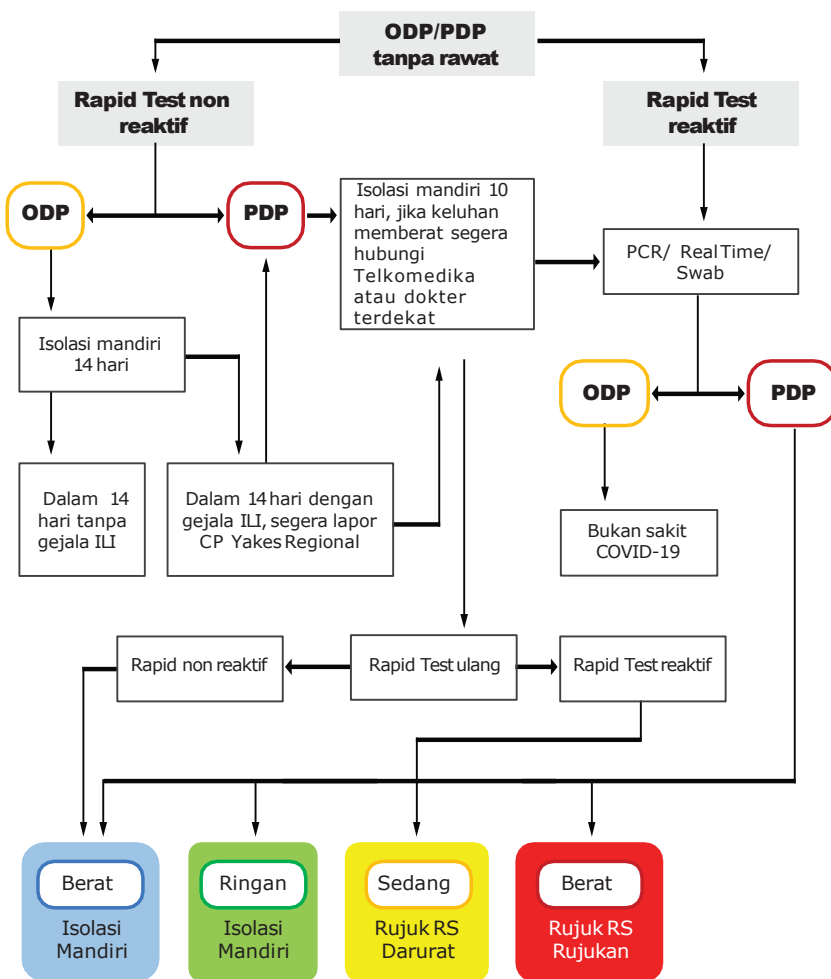 ODP/PDP
tanpa rawat
Rapid Test non
reaktif
Rapid Test
reaktif
ODP
PDP
Isolasi mandiri 10
hari, jika keluhan
memberat segera
hubungi
Telkomedika
atau dokter
terdekat
PCR/ Real Time/
Swab
Isolasi mandiri
14 hari
ODP
PDP
Dalam 14
hari tanpa
gejala ILI
Dalam 14 hari dengan
gejala ILI, segera lapor
CP Yakes Regional
Bukan sakit
COVID-19
Rapid non reaktif
Rapid Test ulang
Rapid Test reaktif
Berat
Isolasi
Mandiri
Ringan
Isolasi
Mandiri
Sedang
Rujuk RS
Darurat
Berat
Rujuk RS
Rujukan